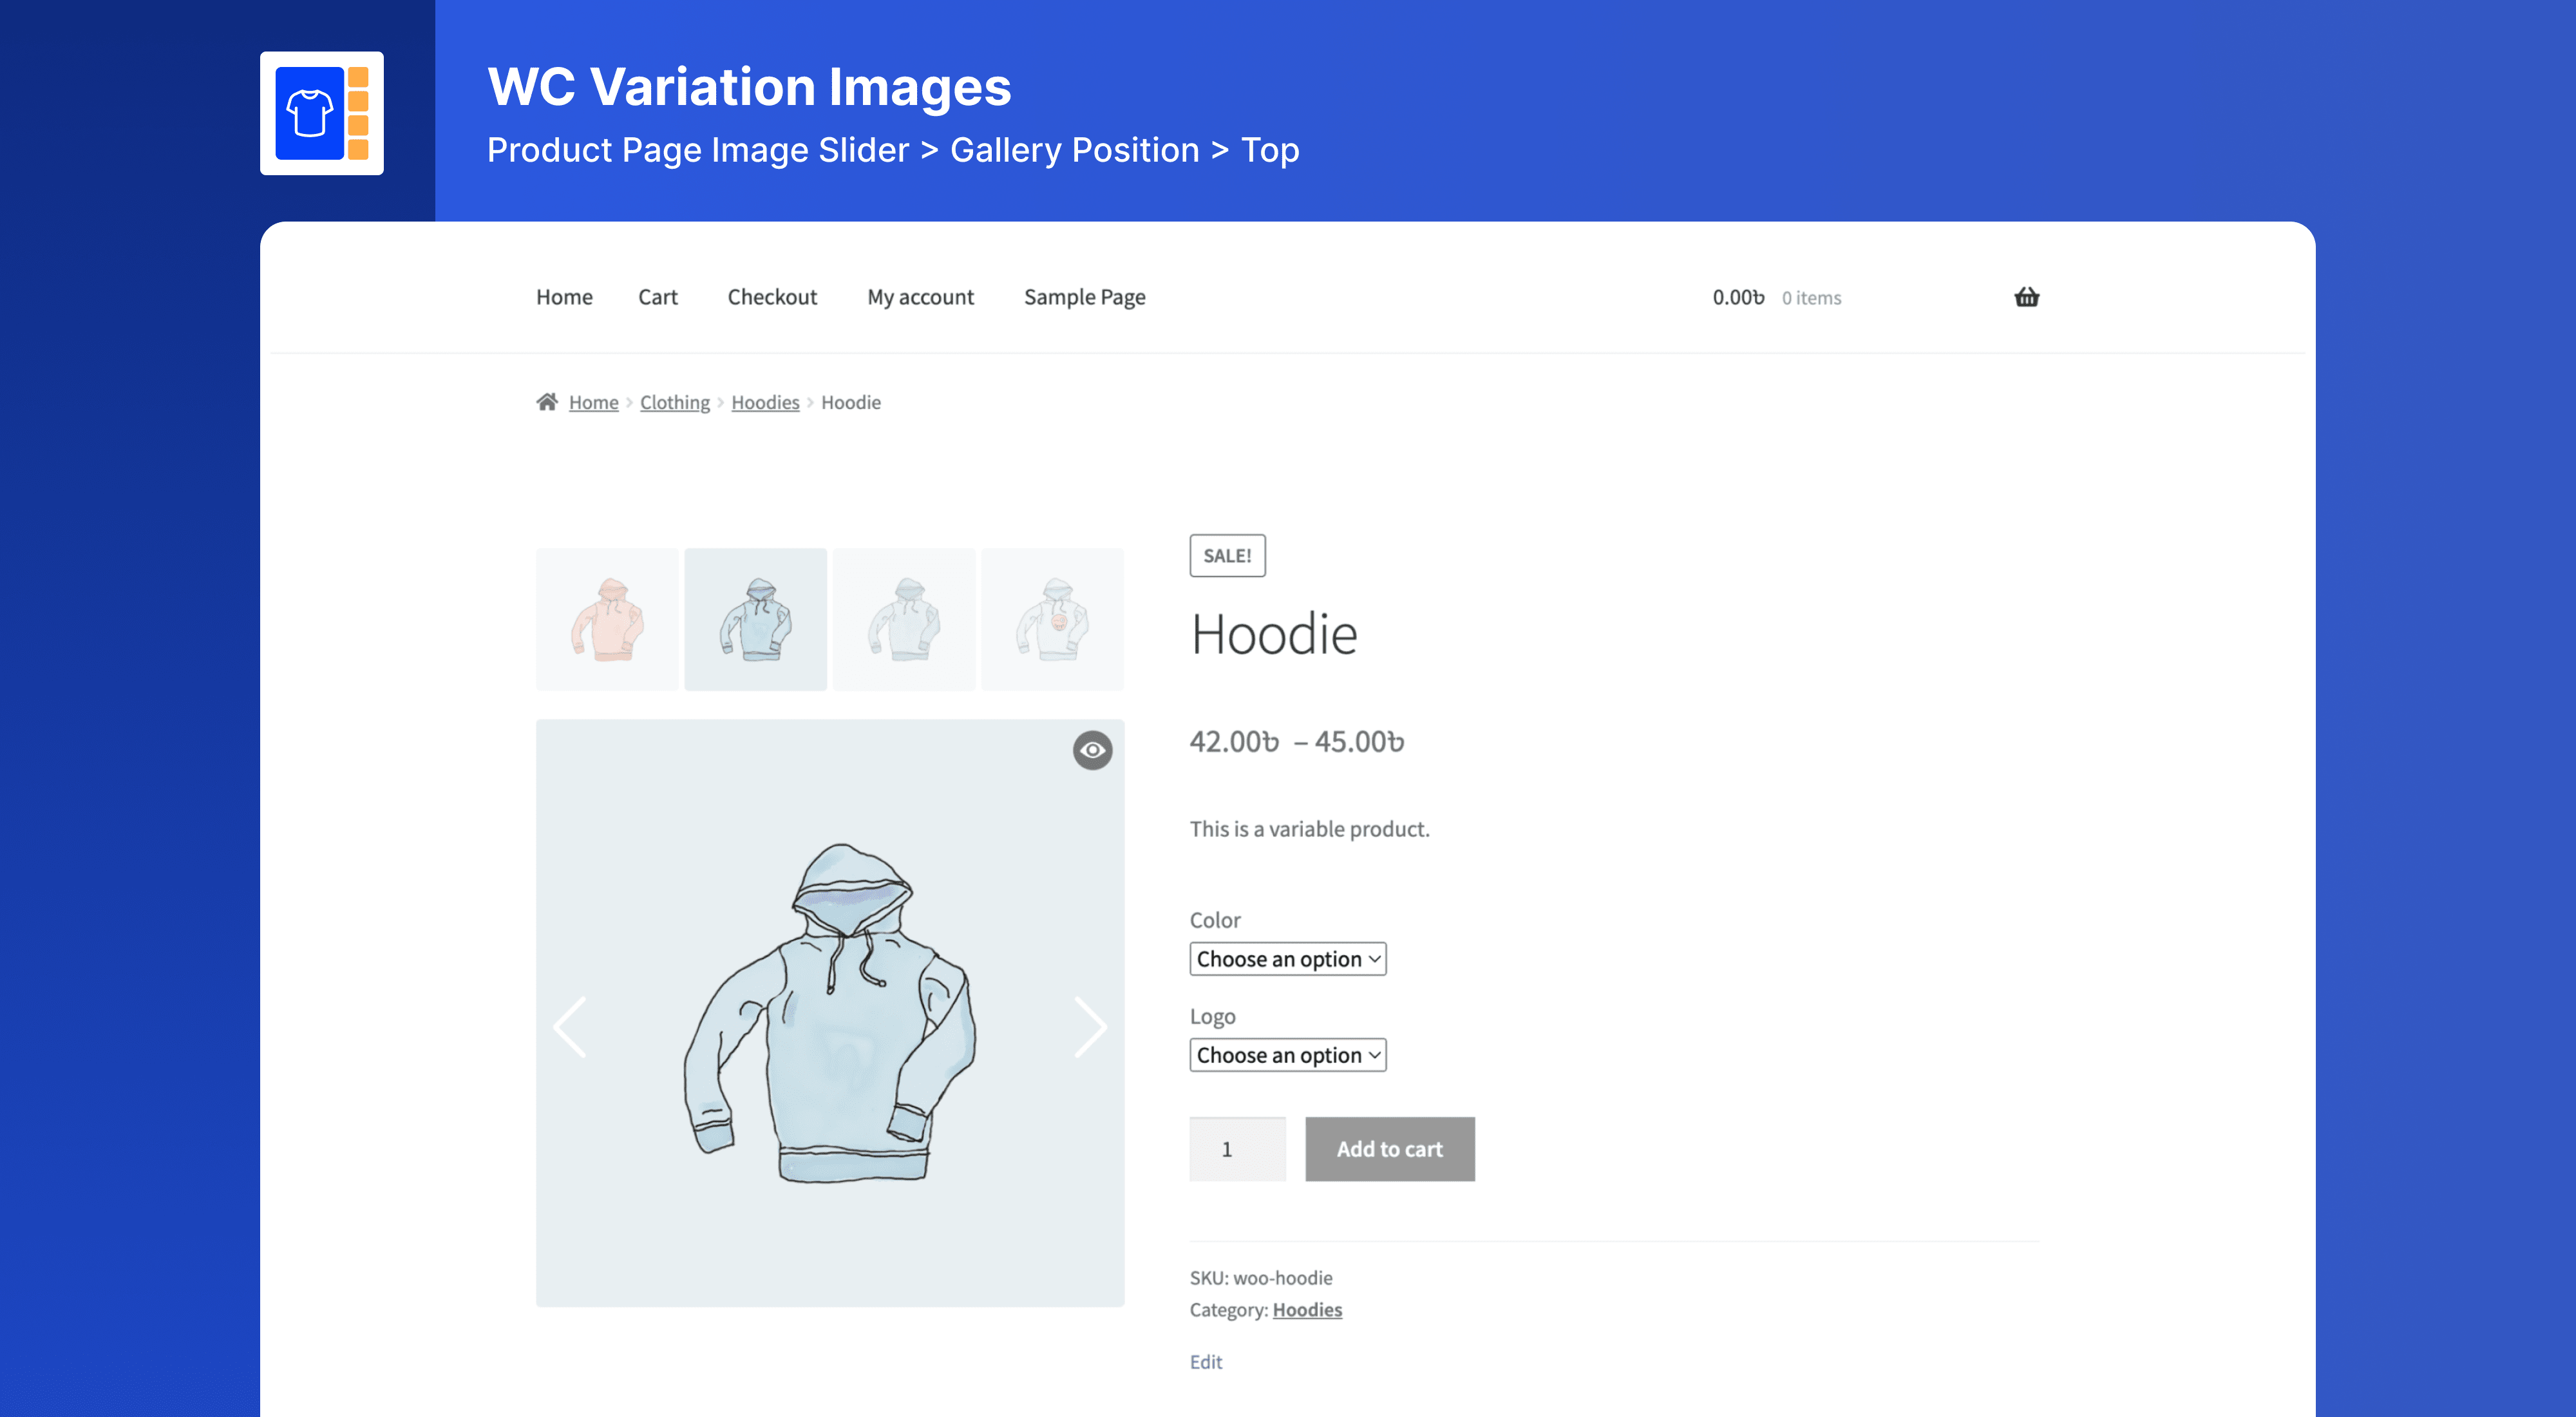 WC Variation Images
Product Page Image Slider > Gallery Position > Top
Home Cart Checkout My account Sample Page 0.00৳ 0 items
Home > Clothing > Hoodies > Hoodie
SALE!
Hoodie
42.00৳ – 45.00৳
This is a variable product.
Color
Choose an option
Logo
Choose an option
1 Add to cart
SKU: woo-hoodie
Category: Hoodies
Edit